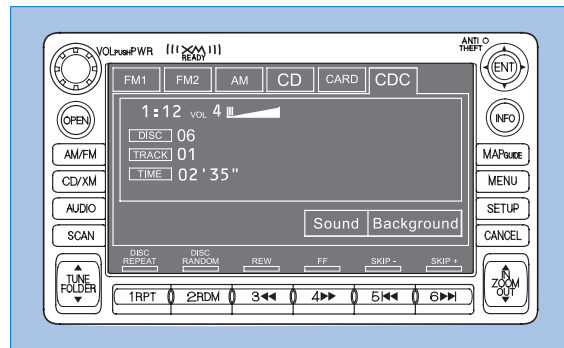 VOL PUSH PWR
XM READY
ANTI THEFT
ENT
FM1 FM2 AM CD CARD CDC
OPEN
1:12 VOL 4
INFO
DISC 06
TRACK 01
TIME 02'35"
AM/FM
MAP GUIDE
CD/XM
MENU
AUDIO
SETUP
Sound Background
SCAN
CANCEL
DISC REPEAT
DISC RANDOM
REW
FF
SKIP -
SKIP +
TUNE
FOLDER
IN
ZOOM
OUT
1RPT
2RDM
3
4
5
6